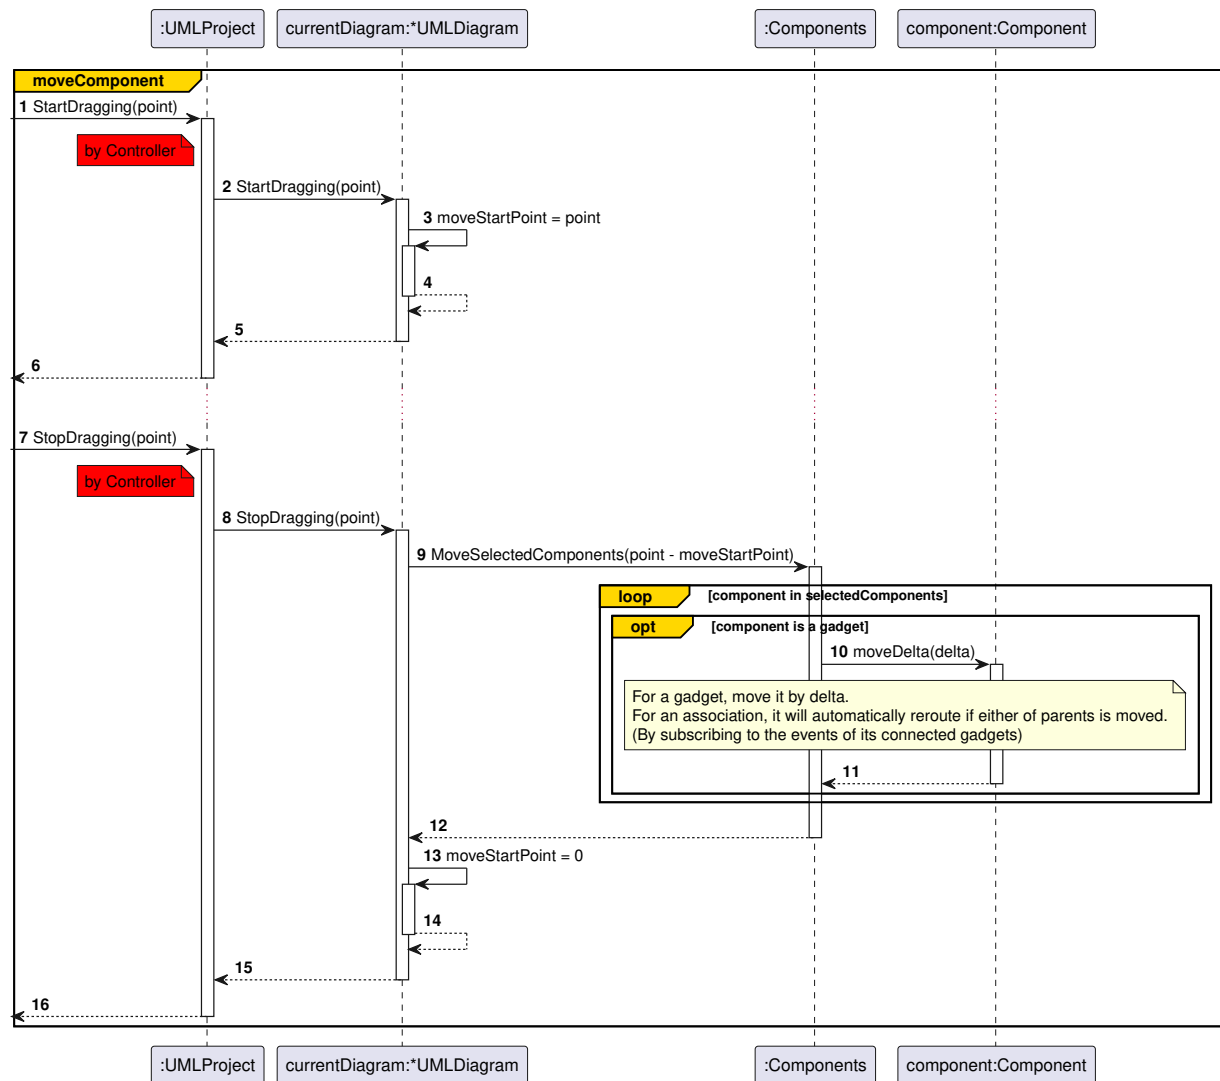 :UMLProject
currentDiagram:*UMLDiagram
:Components
component:Component
moveComponent
1 StartDragging(point)
by Controller
2 StartDragging(point)
3 moveStartPoint = point
4
5
6
7 StopDragging(point)
by Controller
8 StopDragging(point)
9 MoveSelectedComponents(point - moveStartPoint)
loop [component in selectedComponents]
opt [component is a gadget]
10 moveDelta(delta)
For a gadget, move it by delta.
For an association, it will automatically reroute if either of parents is moved.
(By subscribing to the events of its connected gadgets)
11
12
13 moveStartPoint = 0
14
15
16
:UMLProject
currentDiagram:*UMLDiagram
:Components
component:Component